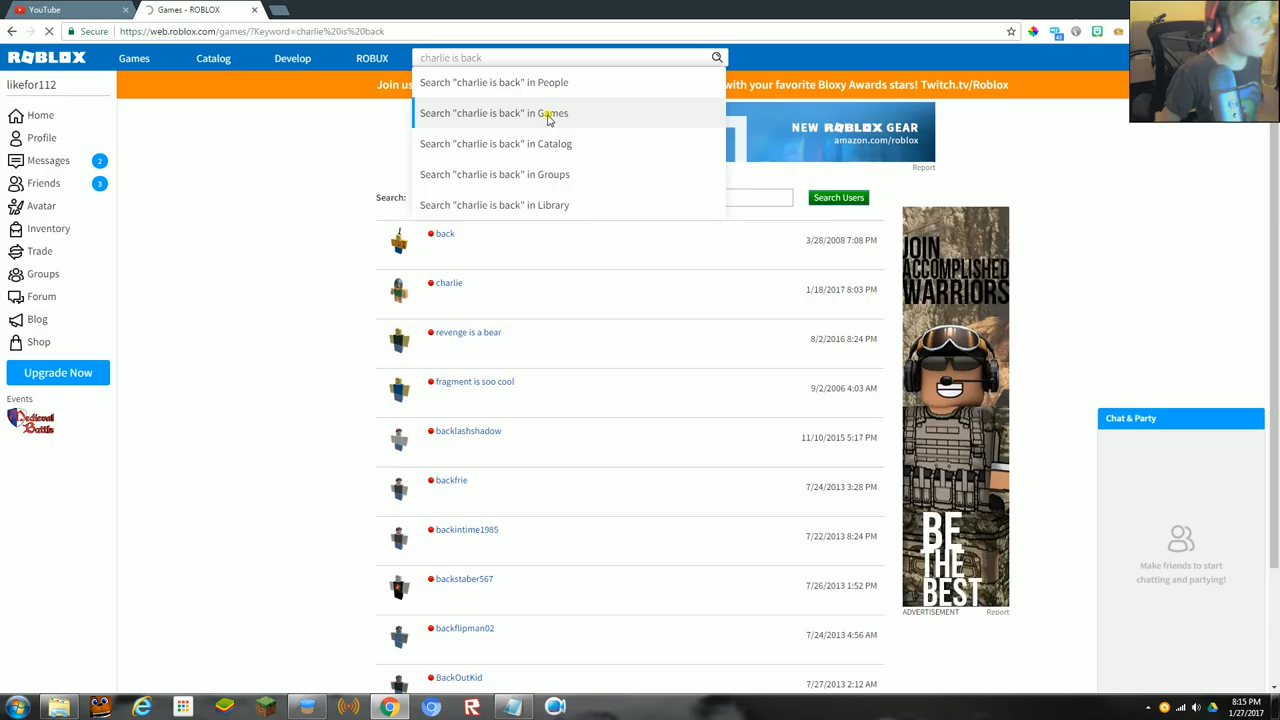 YouTube
Games - ROBLOX
Secure
https://web.roblox.com/games/?Keyword=charlie%20is%20back
ROBLOX
Games
Catalog
Develop
ROBUX
charlie is back
likefor112
Join us
with your favorite Bloxy Awards stars! Twitch.tv/Roblox
Search "charlie is back" in People
Search "charlie is back" in Games
Search "charlie is back" in Catalog
Search "charlie is back" in Groups
Search "charlie is back" in Library
NEW ROBLOX GEAR
amazon.com/roblox
Report
Home
Profile
Messages 2
Friends 3
Avatar
Inventory
Trade
Groups
Forum
Blog
Shop
Upgrade Now
Events
Medieval
Battle
Search:
Search Users
back 3/28/2008 7:08 PM
charlie 1/18/2017 8:03 PM
revenge is a bear 8/2/2016 8:24 PM
fragment is soo cool 9/2/2006 4:03 AM
backlashshadow 11/10/2015 5:17 PM
backfrie 7/24/2013 3:28 PM
backintime1985 7/22/2013 8:24 PM
backstaber567 7/26/2013 1:52 PM
backflipman02 7/24/2013 4:56 AM
BackOutKid 7/27/2013 2:12 AM
JOIN
ACCOMPLISHED
WARRIORS
BE
THE
BEST
ADVERTISEMENT
Report
Chat & Party
Make friends to start
chatting and partying!
8:15 PM
1/27/2017